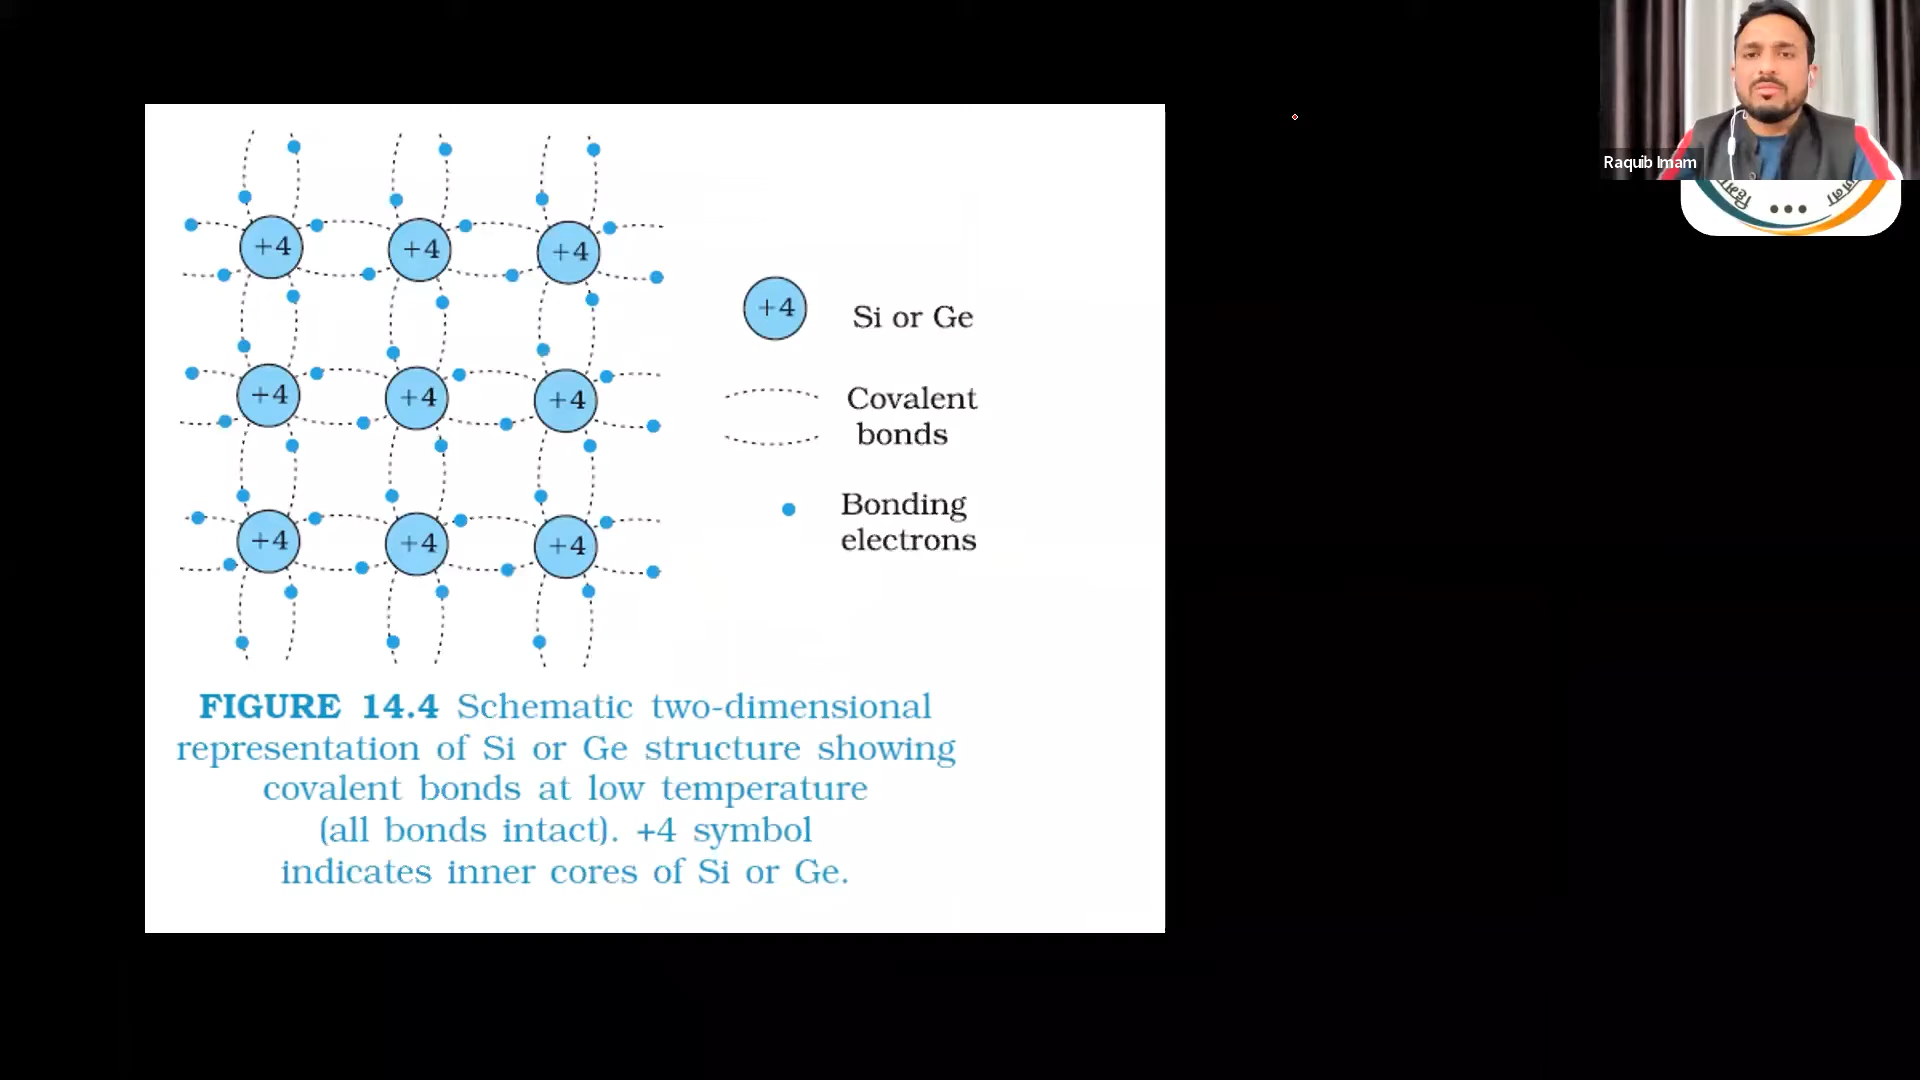 Raquib Imam
+4 +4 +4
+4 Si or Ge
+4 +4 +4
Covalent
bonds
Bonding
electrons
+4 +4 +4
FIGURE 14.4 Schematic two-dimensional
representation of Si or Ge structure showing
covalent bonds at low temperature
(all bonds intact). +4 symbol
indicates inner cores of Si or Ge.